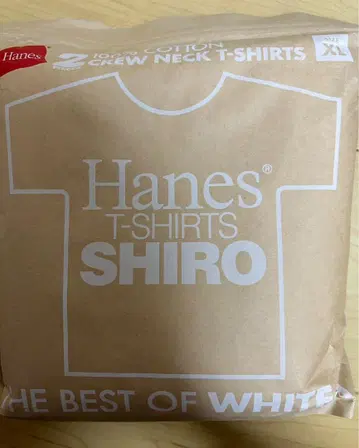 Hanes
2 100% COTTON
CREW NECK T-SHIRTS
XL
Hanes®
T-SHIRTS
SHIRO
HE BEST OF WHITE